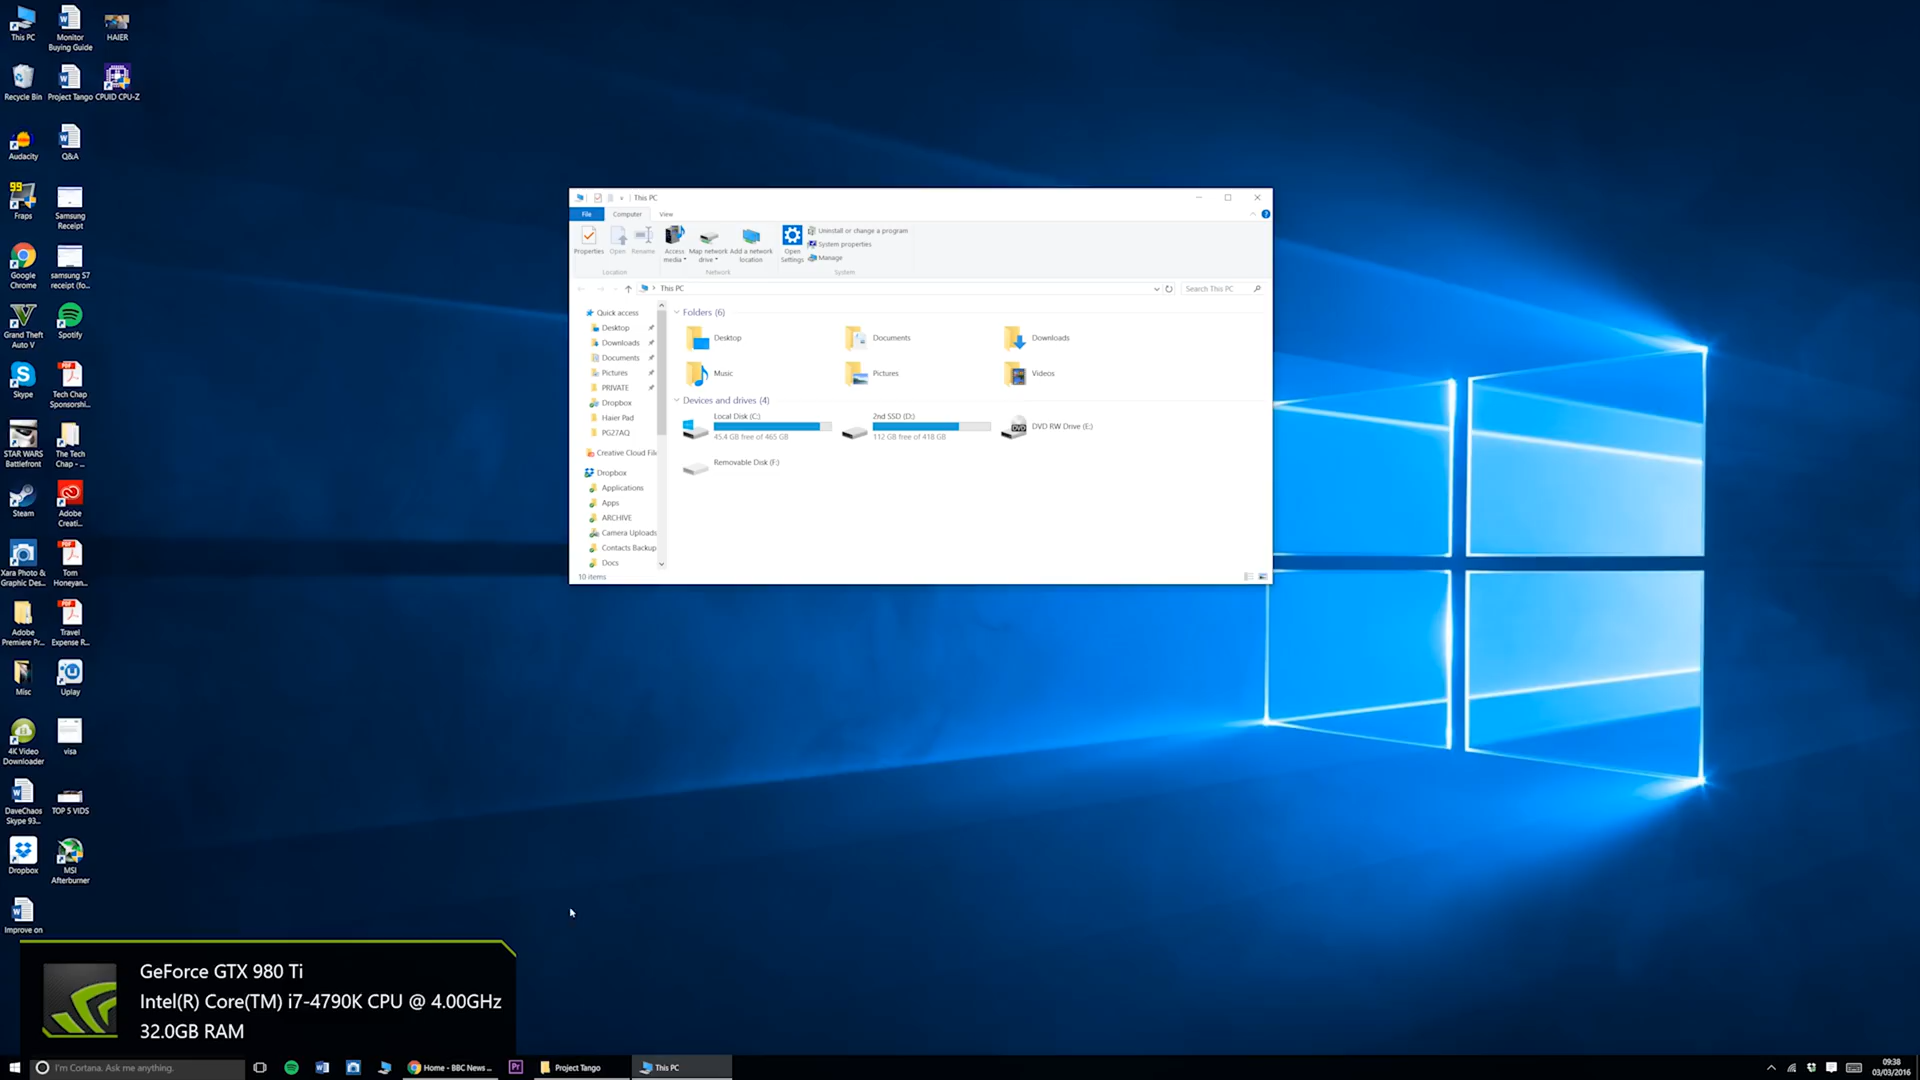 This PC
Monitor
Buying Guide
HAIER
Recycle Bin
Project Tango
CPUID CPU-Z
Audacity
Q&A
99
Fraps
Samsung
Receipt
Google
Chrome
samsung S7
receipt (fo...
Grand Theft
Auto V
Spotify
Skype
Tech Chap
Sponsorshi...
STAR WARS
Battlefront
The Tech
Chap - ...
Steam
Adobe
Creati...
Xara Photo &
Graphic Des...
Tom
Honeyan...
Adobe
Premiere Pr...
Travel
Expense R...
Misc
Uplay
4K Video
Downloader
visa
DaveChaos
Skype 93...
TOP 5 VIDS
Dropbox
MSI
Afterburner
Improve on
This PC
File
Computer
View
Properties
Open
Rename
Access
media
Map network
drive
Add a network
location
Open
Settings
Uninstall or change a program
System properties
Manage
Location
Network
System
This PC
Search This PC
Quick access
Desktop
Downloads
Documents
Pictures
PRIVATE
Dropbox
Haier Pad
PG27AQ
Creative Cloud File
Dropbox
Applications
Apps
ARCHIVE
Camera Uploads
Contacts Backup
Docs
Folders (6)
Desktop
Documents
Downloads
Music
Pictures
Videos
Devices and drives (4)
Local Disk (C:)
45.4 GB free of 465 GB
2nd SSD (D:)
112 GB free of 418 GB
DVD
DVD RW Drive (E:)
Removable Disk (F:)
10 items
GeForce GTX 980 Ti
Intel(R) Core(TM) i7-4790K CPU @ 4.00GHz
32.0GB RAM
I'm Cortana. Ask me anything.
Home - BBC News ...
Pr
Project Tango
This PC
09:38
03/03/2016